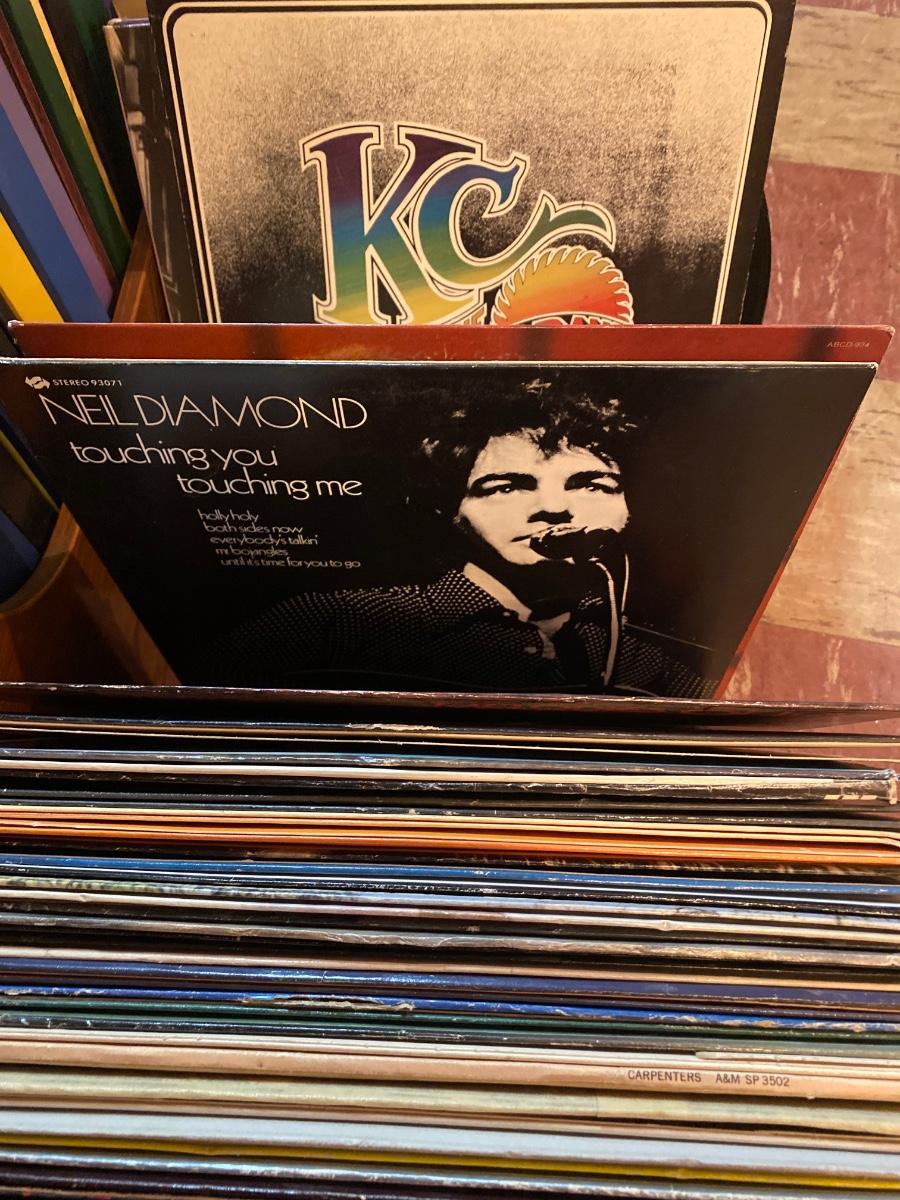 KC
ABCD-974
STEREO 93071
NEIL DIAMOND
touching you
touching me
holly holy
both sides now
everybody's talkin'
mr bojangles
until it's time for you to go
CARPENTERS A&M SP 3502